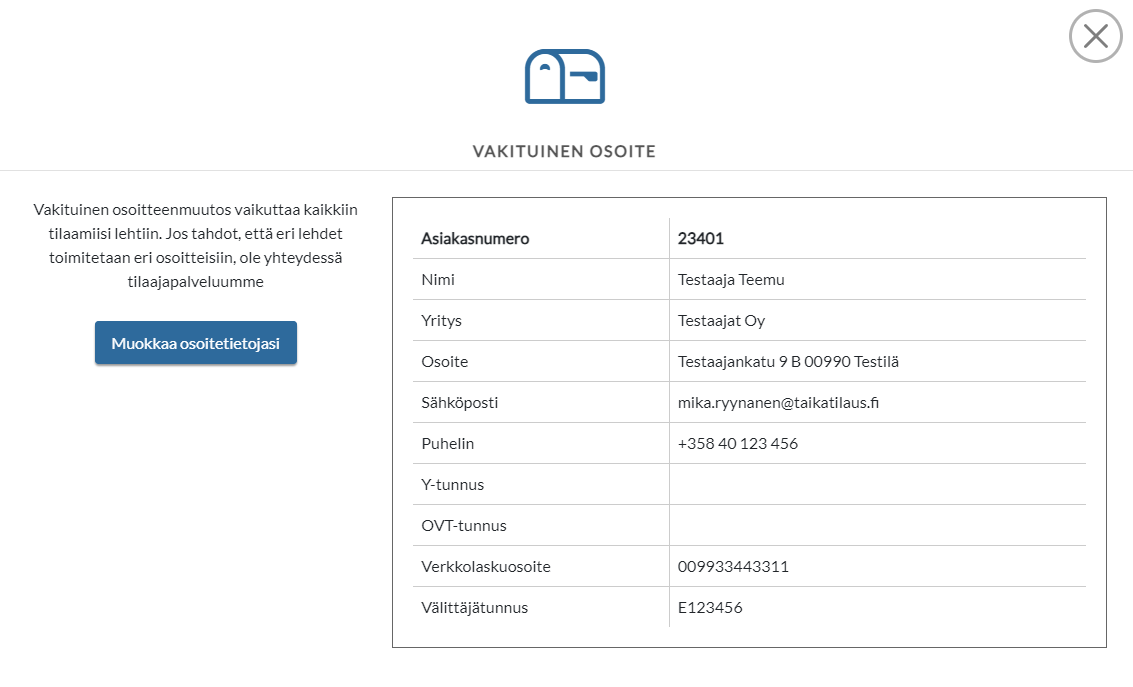 VAKITUINEN OSOITE
Vakituinen osoitteenmuutos vaikuttaa kaikkiin
tilaamiisi lehtiin. Jos tahdot, että eri lehdet
toimitetaan eri osoitteisiin, ole yhteydessä
tilaajapalveluumme
Muokkaa osoitetietojasi
Asiakasnumero 23401
Nimi Testaaja Teemu
Yritys Testaajat Oy
Osoite Testaajankatu 9 B 00990 Testilä
Sähköposti mika.ryynanen@taikatilaus.fi
Puhelin +358 40 123 456
Y-tunnus
OVT-tunnus
Verkkolaskuosoite 009933443311
Välittäjätunnus E123456